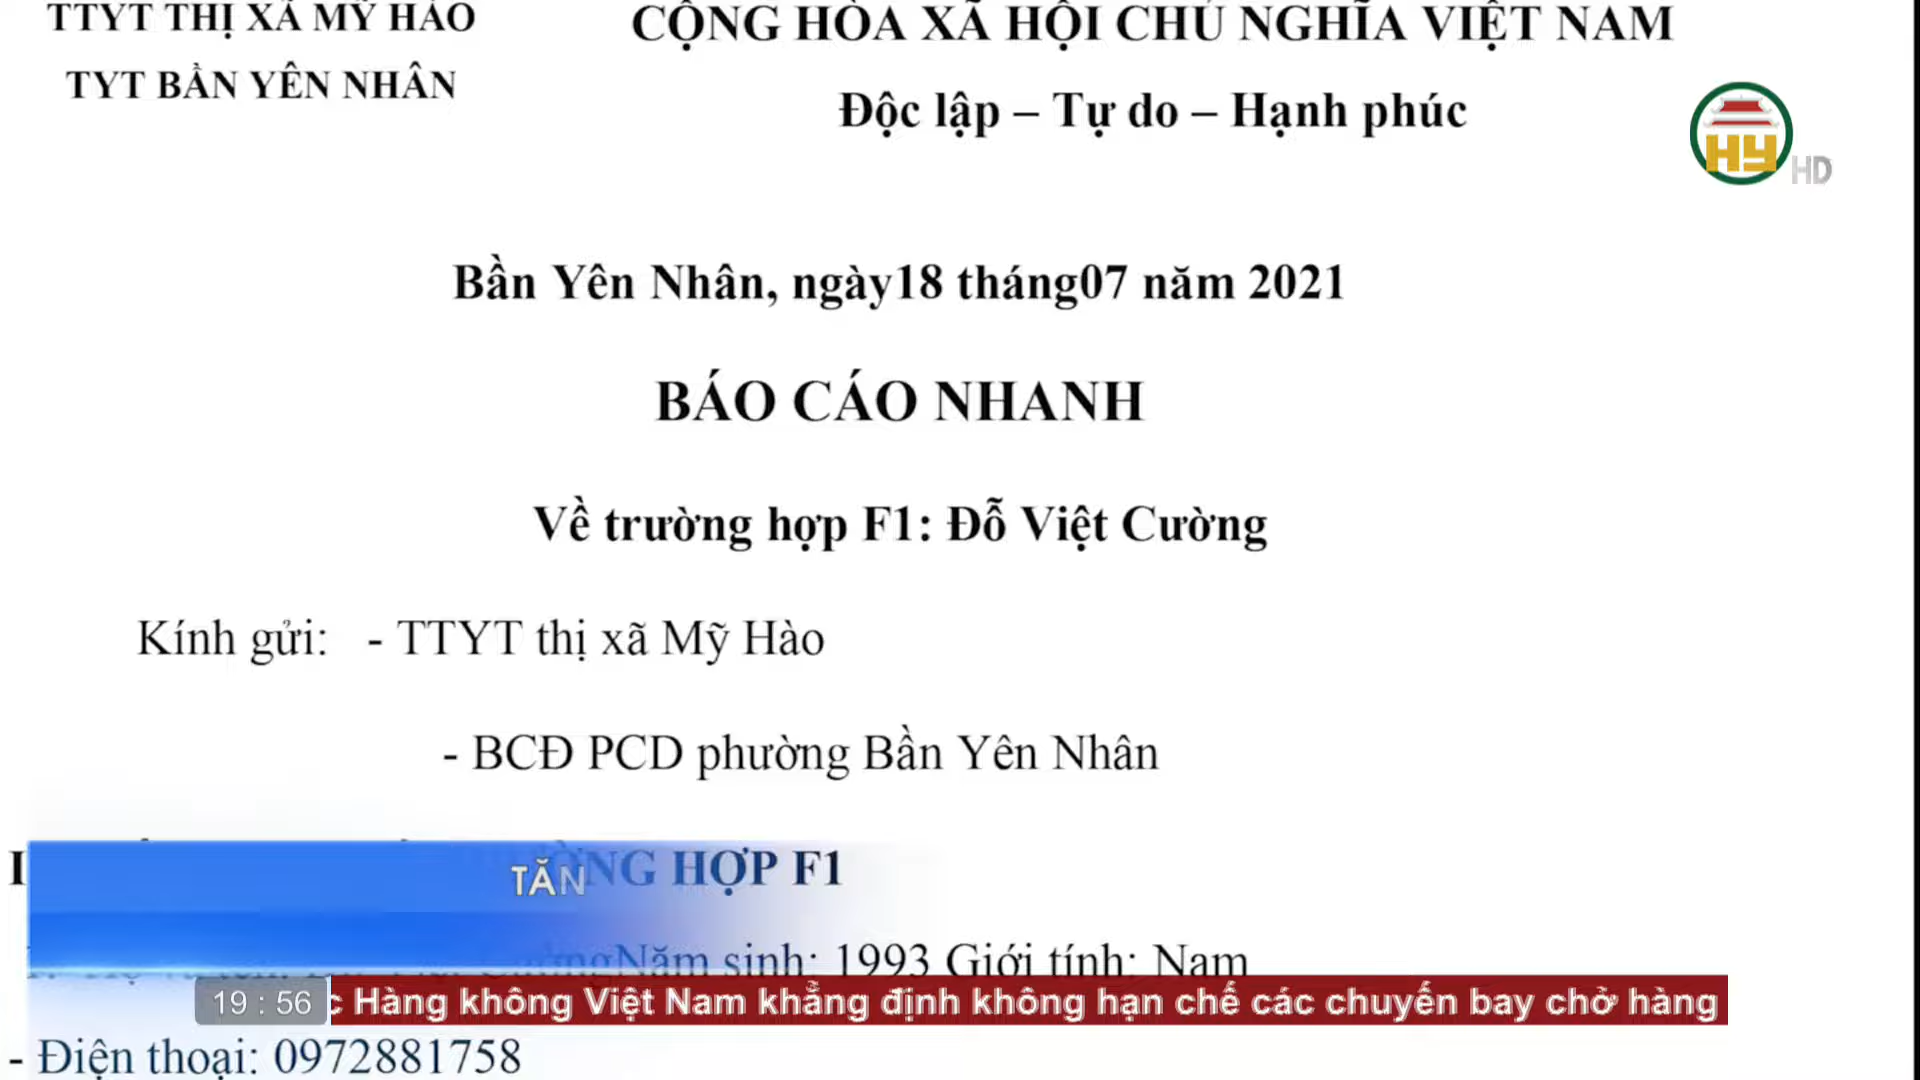 TTYT THỊ XÃ MỸ HÀO
CỘNG HÒA XÃ HỘI CHỦ NGHĨA VIỆT NAM
TYT BẦN YÊN NHÂN
Độc lập – Tự do – Hạnh phúc
HY HD
Bần Yên Nhân, ngày18 tháng07 năm 2021
BÁO CÁO NHANH
Về trường hợp F1: Đỗ Việt Cường
Kính gửi: - TTYT thị xã Mỹ Hào
- BCĐ PCD phường Bần Yên Nhân
HỢP F1
TĂN
Năm sinh: 1993 Giới tính: Nam
19 : 56
Hàng không Việt Nam khẳng định không hạn chế các chuyến bay chở hàng
- Điện thoại: 0972881758